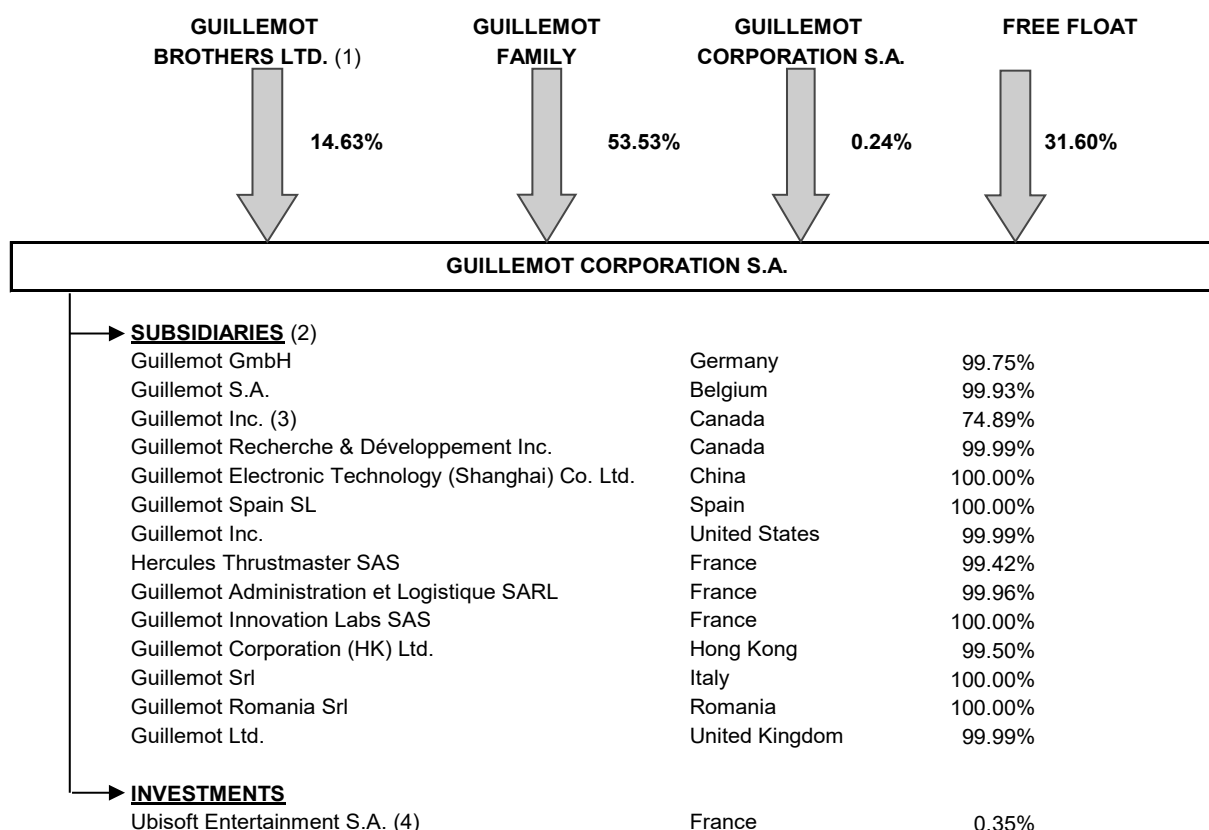 GUILLEMOT GUILLEMOT GUILLEMOT FREE FLOAT
BROTHERS LTD. (1) FAMILY CORPORATION S.A.
14.63% 53.53% 0.24% 31.60%
GUILLEMOT CORPORATION S.A.
SUBSIDIARIES (2)
Guillemot GmbH Germany 99.75%
Guillemot S.A. Belgium 99.93%
Guillemot Inc. (3) Canada 74.89%
Guillemot Recherche & Développement Inc. Canada 99.99%
Guillemot Electronic Technology (Shanghai) Co. Ltd. China 100.00%
Guillemot Spain SL Spain 100.00%
Guillemot Inc. United States 99.99%
Hercules Thrustmaster SAS France 99.42%
Guillemot Administration et Logistique SARL France 99.96%
Guillemot Innovation Labs SAS France 100.00%
Guillemot Corporation (HK) Ltd. Hong Kong 99.50%
Guillemot Srl Italy 100.00%
Guillemot Romania Srl Romania 100.00%
Guillemot Ltd. United Kingdom 99.99%
INVESTMENTS
Ubisoft Entertainment S.A. (4) France 0.35%